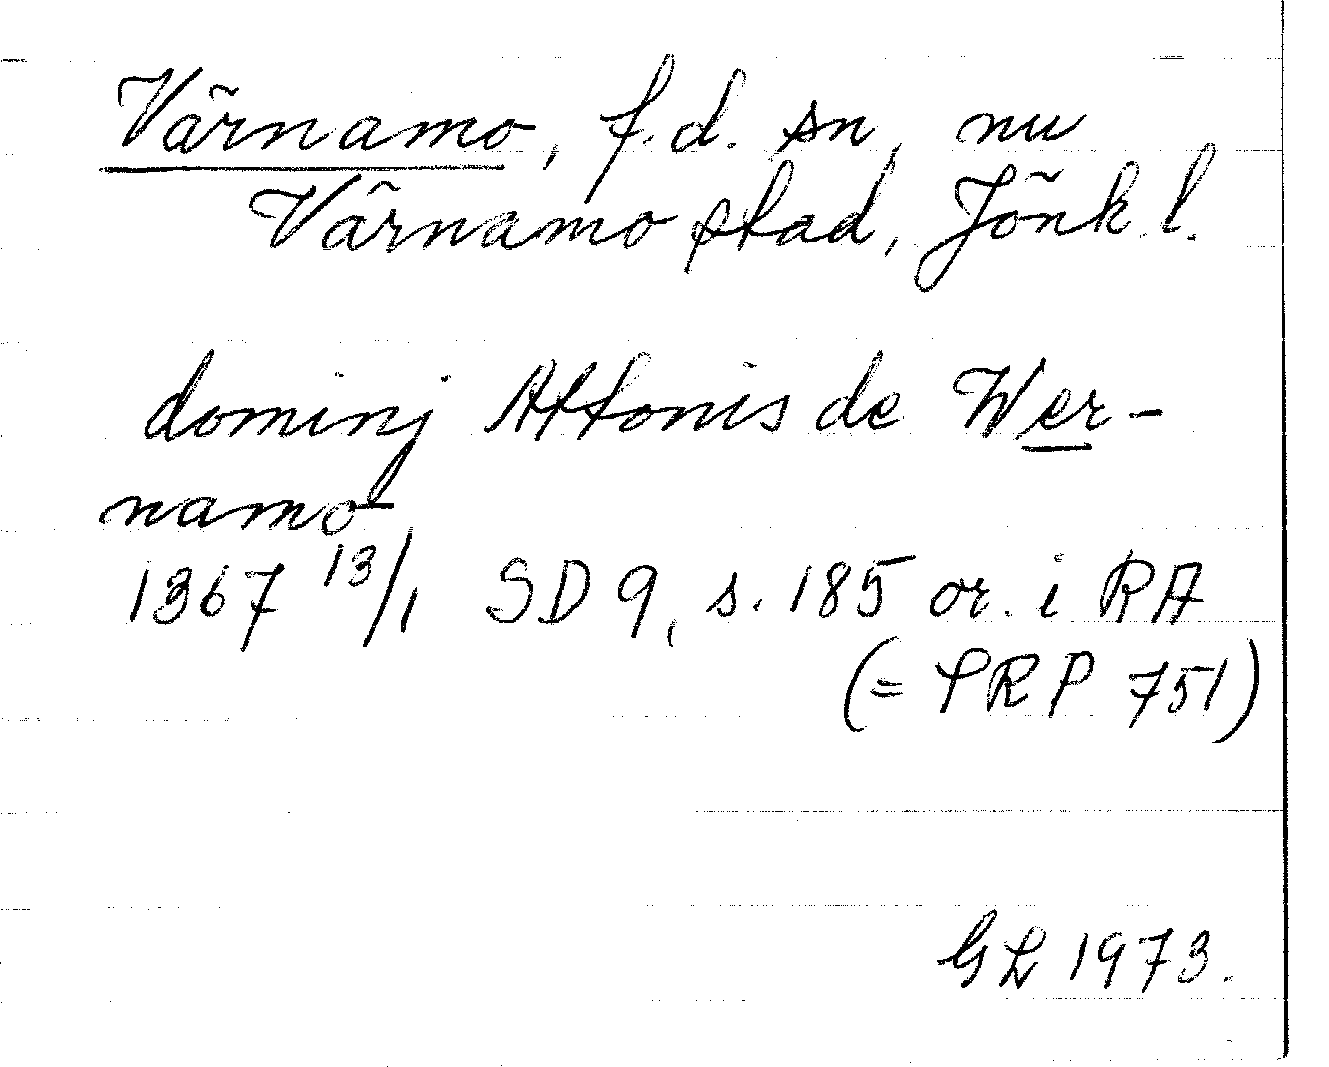 Värnamo, f.d. sn, nu
Värnamo stad, Jönk. l.
dominj Attonis de Wer-
namo
1367 13/1 SD 9, s. 185 or. i RA
(= SRP 751)
GL 1973.